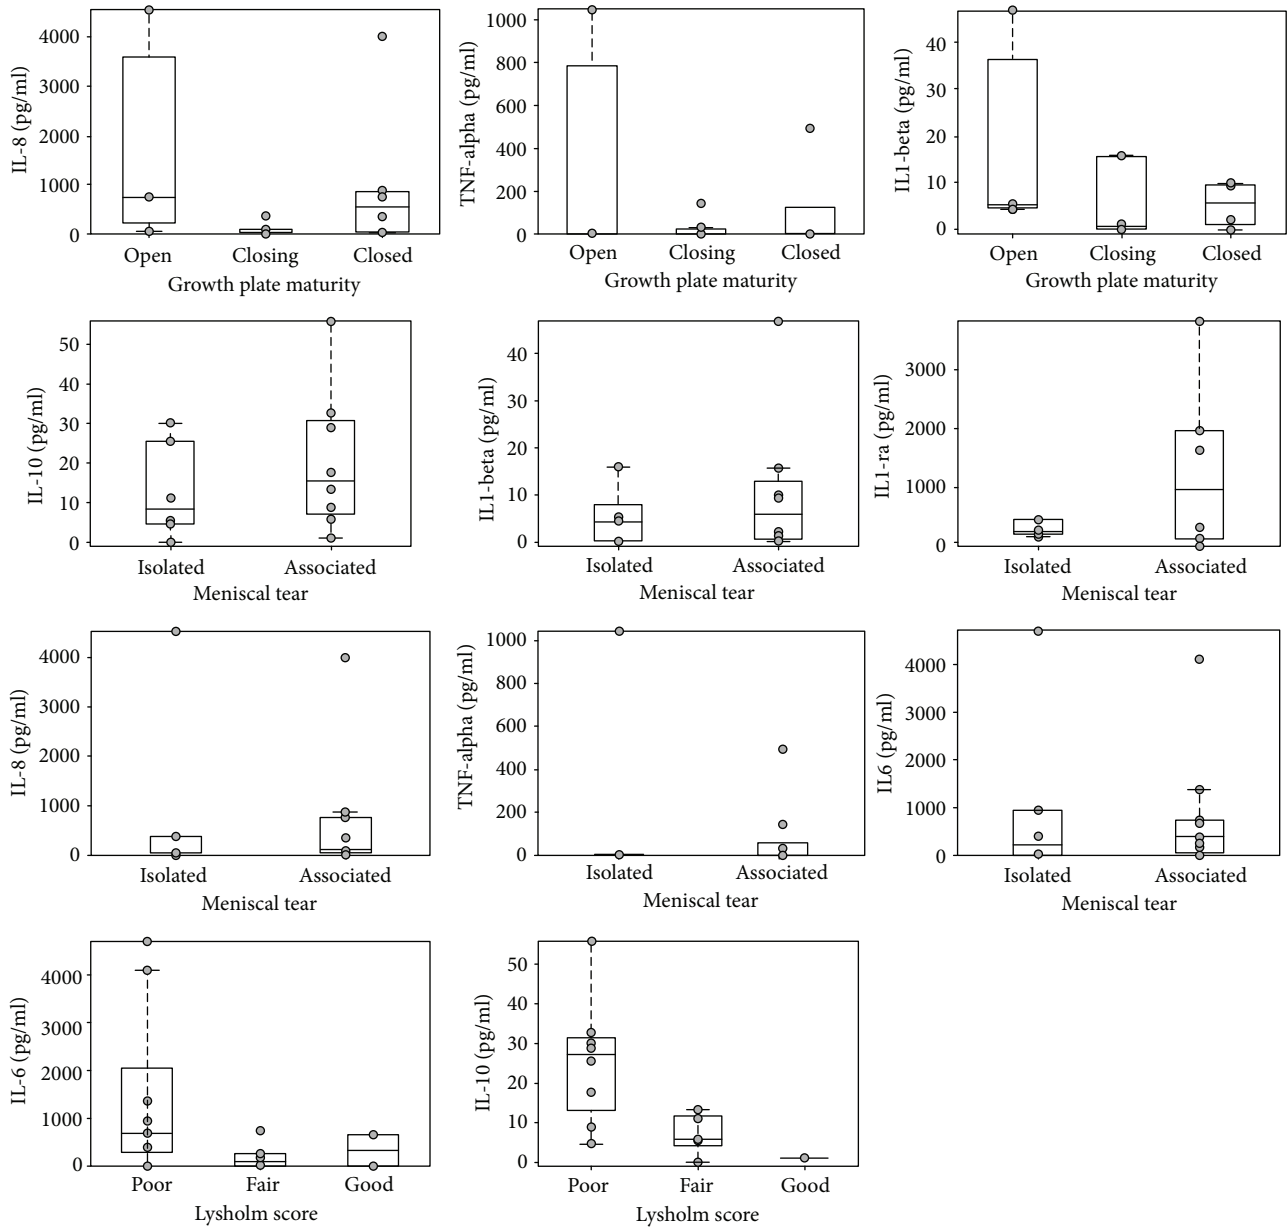 IL-8 (pg/ml)
4000
3000
2000
1000
0
Open Closing Closed
Growth plate maturity
TNF-alpha (pg/ml)
1000
800
600
400
200
0
Open Closing Closed
Growth plate maturity
IL1-beta (pg/ml)
40
30
20
10
0
Open Closing Closed
Growth plate maturity
IL-10 (pg/ml)
50
40
30
20
10
0
Isolated Associated
Meniscal tear
IL1-beta (pg/ml)
40
30
20
10
0
Isolated Associated
Meniscal tear
IL1-ra (pg/ml)
3000
2000
1000
0
Isolated Associated
Meniscal tear
IL-8 (pg/ml)
4000
3000
2000
1000
0
Isolated Associated
Meniscal tear
TNF-alpha (pg/ml)
1000
800
600
400
200
0
Isolated Associated
Meniscal tear
IL6 (pg/ml)
4000
3000
2000
1000
0
Isolated Associated
Meniscal tear
IL-6 (pg/ml)
4000
3000
2000
1000
0
Poor Fair Good
Lysholm score
IL-10 (pg/ml)
50
40
30
20
10
0
Poor Fair Good
Lysholm score